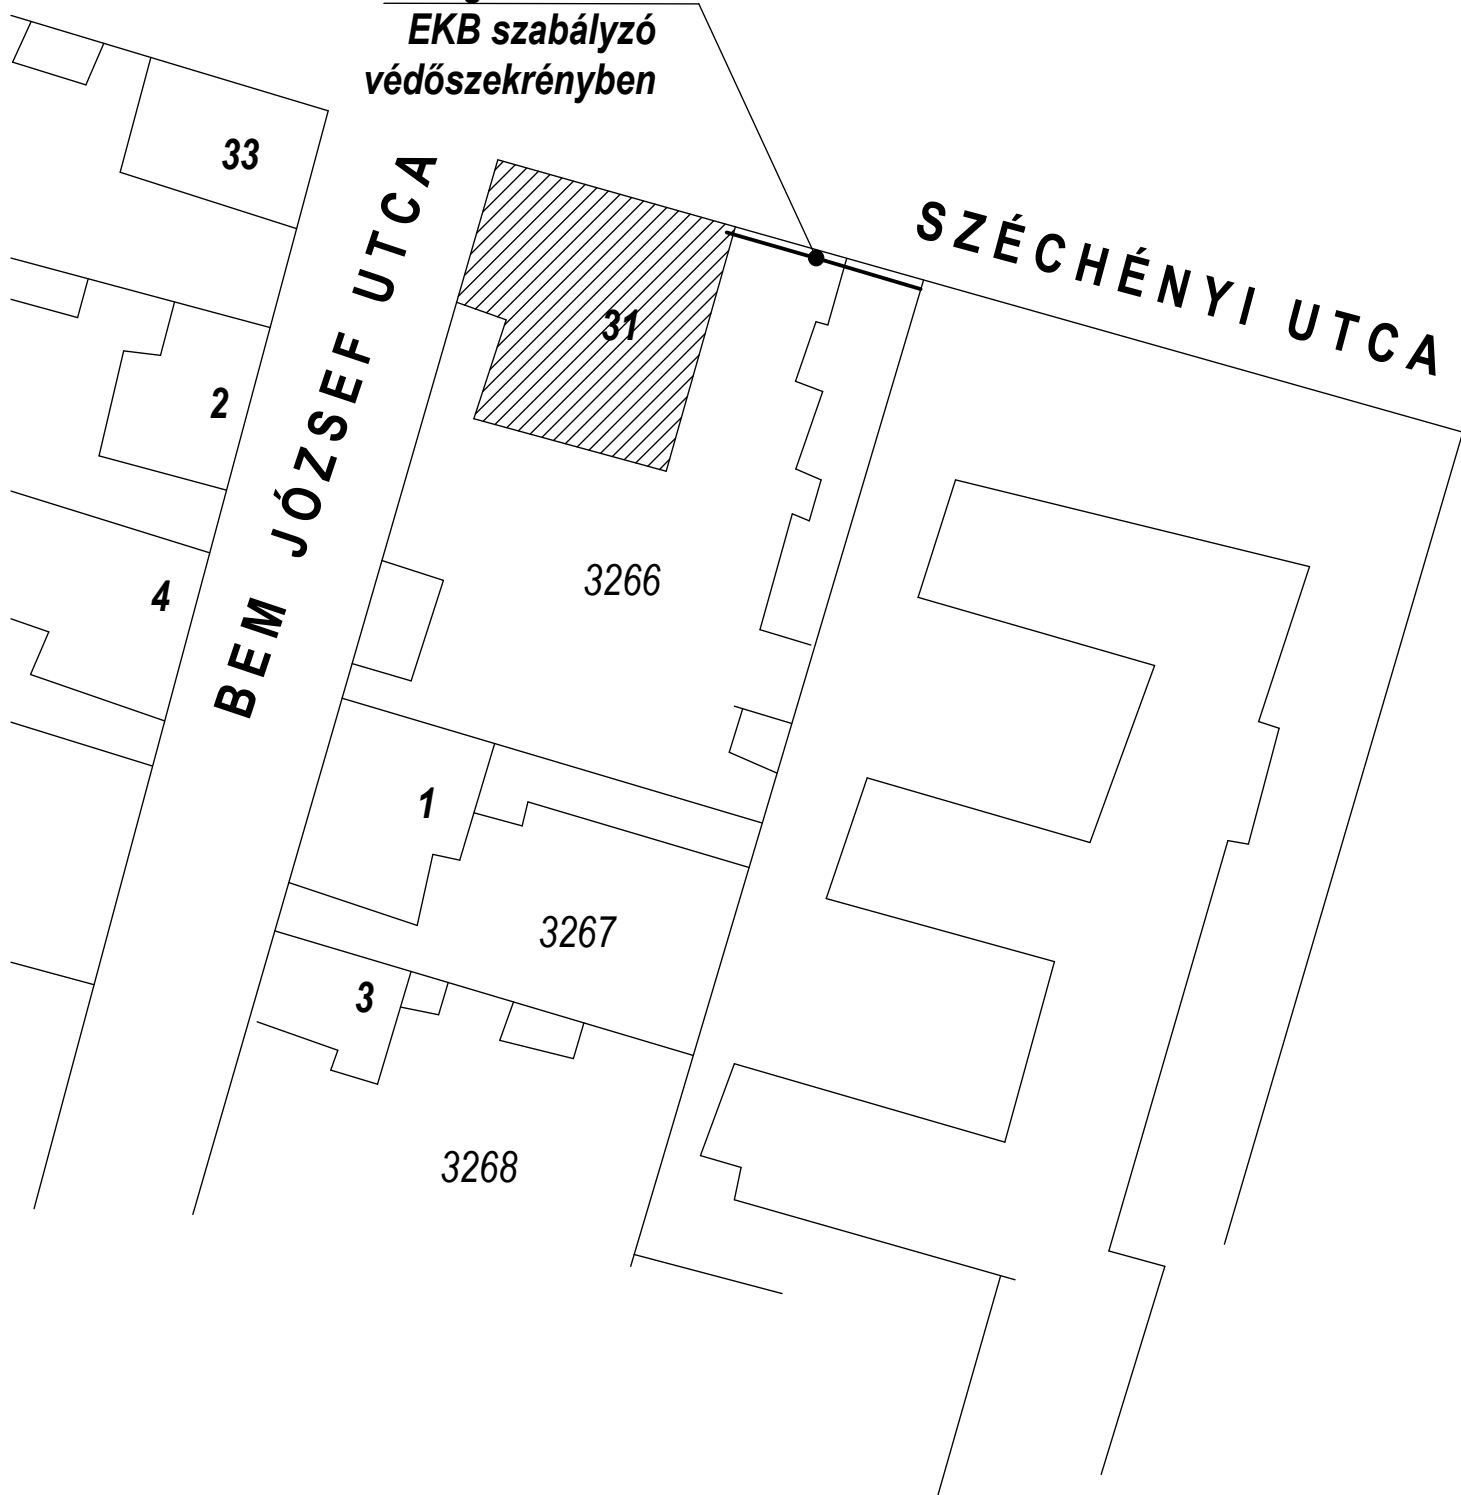 EKB szabályzó
védőszekrényben
33
BEM JÓZSEF UTCA
SZÉCHÉNYI UTCA
31
2
4
3266
1
3267
3
3268